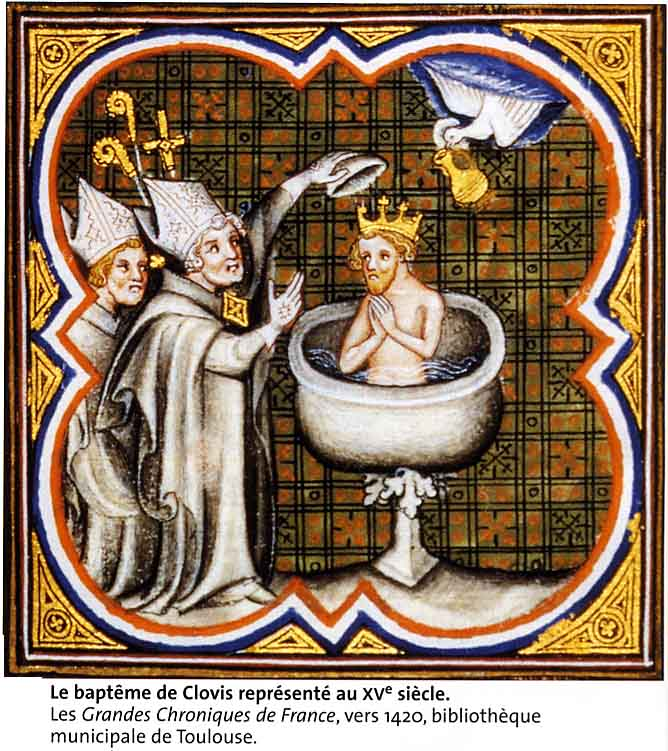 Le baptême de Clovis représenté au XVe siècle.
Les Grandes Chroniques de France, vers 1420, bibliothèque
municipale de Toulouse.